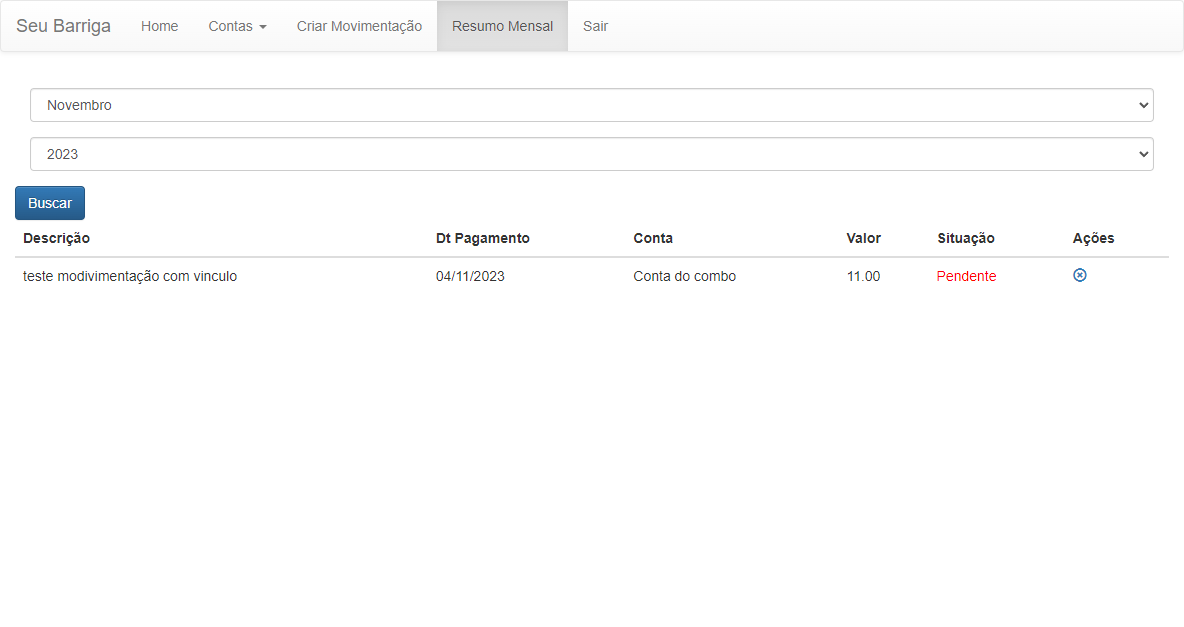 Seu Barriga Home Contas Criar Movimentação Resumo Mensal Sair
Novembro
2023
Buscar
Descrição Dt Pagamento Conta Valor Situação Ações
teste modivimentação com vinculo 04/11/2023 Conta do combo 11.00 Pendente